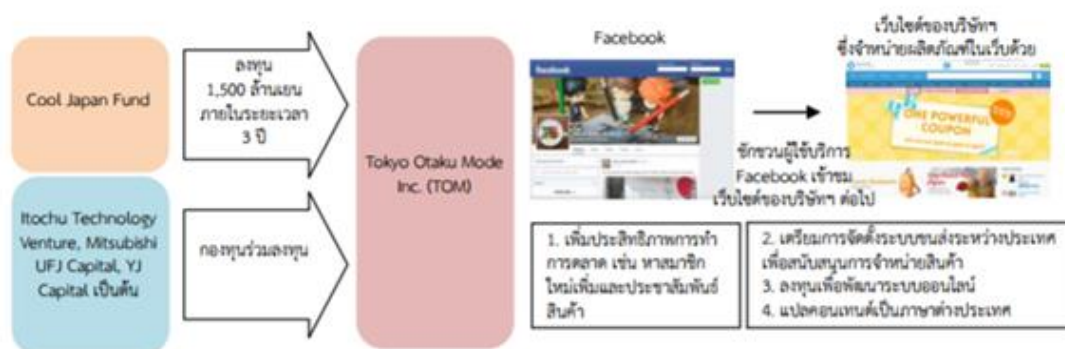 Cool Japan Fund
ลงทุน
1,500 ล้านเยน
ภายในระยะเวลา
3 ปี
Itochu Technology
Venture, Mitsubishi
UFJ Capital, YJ
Capital เป็นต้น
กองทุนร่วมลงทุน
Tokyo Otaku Mode
Inc. (TOM)
Facebook
facebook
เว็บไซต์ของบริษัทฯ
ซึ่งจำหน่ายผลิตภัณฑ์ในเว็บด้วย
ONE POWERFUL
COUPON
ชักชวนผู้ใช้บริการ
Facebook เข้าชม
เว็บไซต์ของบริษัทฯ ต่อไป
1. เพิ่มประสิทธิภาพการทำ
การตลาด เช่น หาสมาชิก
ใหม่เพิ่มและประชาสัมพันธ์
สินค้า
2. เตรียมการจัดตั้งระบบขนส่งระหว่างประเทศ
เพื่อสนับสนุนการจำหน่ายสินค้า
3. ลงทุนเพื่อพัฒนาระบบออนไลน์
4. แปลคอนเทนต์เป็นภาษาต่างประเทศ